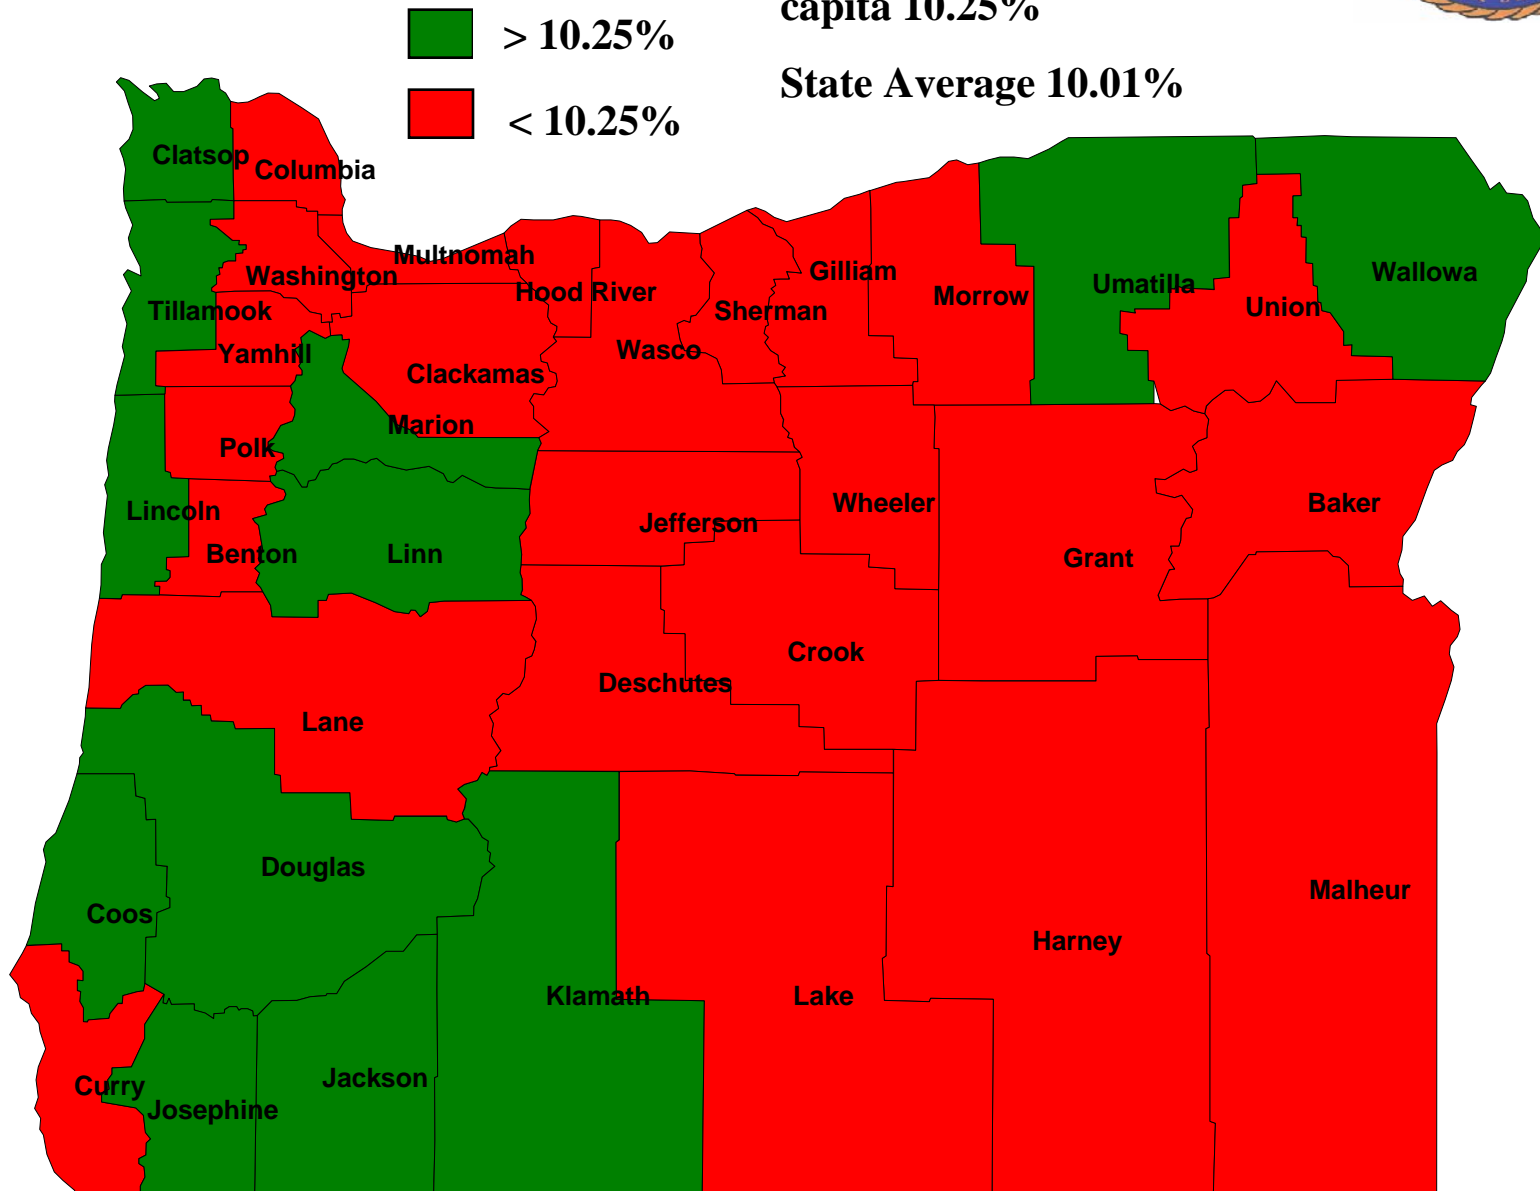 capita 10.25%
> 10.25%
State Average 10.01%
< 10.25%
Clatsop
Columbia
Multnomah
Washington
Hood River
Gilliam
Morrow
Umatilla
Wallowa
Tillamook
Sherman
Union
Yamhill
Wasco
Clackamas
Marion
Polk
Lincoln
Jefferson
Wheeler
Baker
Benton
Linn
Grant
Crook
Deschutes
Lane
Douglas
Malheur
Coos
Harney
Klamath
Lake
Jackson
Curry
Josephine